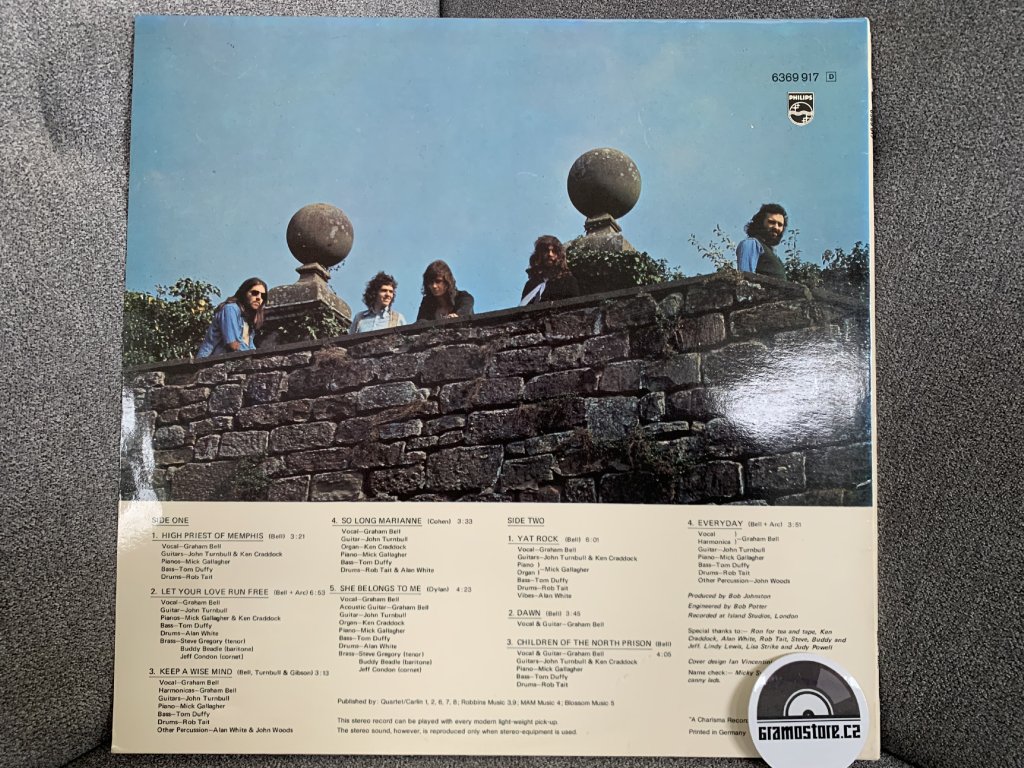 6369 917 D
PHILIPS
SIDE ONE
1. HIGH PRIEST OF MEMPHIS (Bell) 3:21
Vocal—Graham Bell
Guitars—John Turnbull & Ken Craddock
Pianos—Mick Gallagher
Bass—Tom Duffy
Drums—Rob Tait
2. LET YOUR LOVE RUN FREE (Bell + Arc) 6:53
Vocal—Graham Bell
Guitar—John Turnbull
Pianos—Mick Gallagher & Ken Craddock
Bass—Tom Duffy
Drums—Alan White
Brass—Steve Gregory (tenor)
Buddy Beadle (baritone)
Jeff Condon (cornet)
3. KEEP A WISE MIND (Bell, Turnbull & Gibson) 3:13
Vocal—Graham Bell
Harmonicas—Graham Bell
Guitars—John Turnbull
Piano—Mick Gallagher
Bass—Tom Duffy
Drums—Rob Tait
Other Percussion—Alan White & John Woods
4. SO LONG MARIANNE (Cohen) 3:33
Vocal—Graham Bell
Guitar—John Turnbull
Organ—Ken Craddock
Piano—Mick Gallagher
Bass—Tom Duffy
Drums—Rob Tait & Alan White
5. SHE BELONGS TO ME (Dylan) 4:23
Vocal—Graham Bell
Acoustic Guitar—Graham Bell
Guitar—John Turnbull
Organ—Ken Craddock
Piano—Mick Gallagher
Bass—Tom Duffy
Drums—Alan White
Brass—Steve Gregory (tenor)
Buddy Beadle (baritone)
Jeff Condon (cornet)
Published by: Quartet/Carlin 1, 2, 6, 7, 8; Robbins Music 3,9; MAM Music 4; Blossom Music 5
This stereo record can be played with every modern light-weight pick-up.
The stereo sound, however, is reproduced only when stereo-equipment is used.
SIDE TWO
1. YAT ROCK (Bell) 6:01
Vocal—Graham Bell
Guitars—John Turnbull & Ken Craddock
Piano )
Organ )—Mick Gallagher
Bass—Tom Duffy
Drums—Rob Tait
Vibes—Alan White
2. DAWN (Bell) 3:45
Vocal & Guitar—Graham Bell
3. CHILDREN OF THE NORTH PRISON (Bell)
4:05
Vocal & Guitar—Graham Bell
Guitars—John Turnbull & Ken Craddock
Piano—Mick Gallagher
Bass—Tom Duffy
Drums—Rob Tait
4. EVERYDAY (Bell + Arc) 3:51
Vocal )
Harmonica )—Graham Bell
Guitar—John Turnbull
Piano—Mick Gallagher
Bass—Tom Duffy
Drums—Rob Tait
Other Percussion—John Woods
Produced by Bob Johnston
Engineered by Bob Potter
Recorded at Island Studios, London
Special thanks to:— Ron for tea and tape, Ken
Craddock, Alan White, Rob Tait, Steve, Buddy and
Jeff, Lindy Lewis, Lisa Strike and Judy Powell
Cover design Ian Vincentini
Name check:— Micky
canny lads.
"A Charisma Record
Printed in Germany
Gramostore.cz